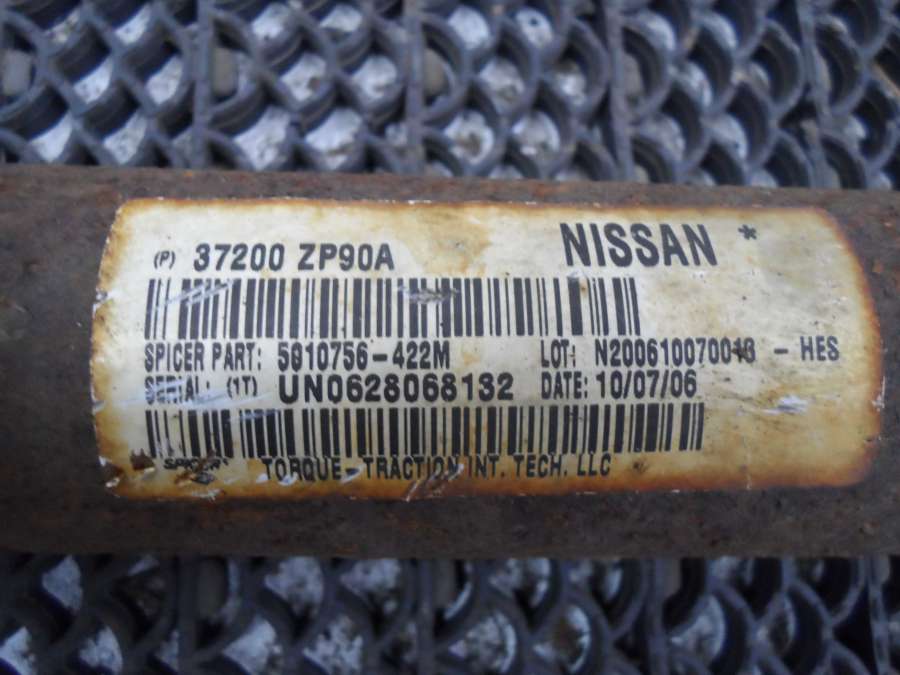 (P) 37200 ZP90A NISSAN *
SPICER PART: 5010756-422M LOT: N200610070018 - HES
SERIAL: (1T) UN0628068132 DATE: 10/07/06
SPICER TORQUE-TRACTION INT. TECH. LLC